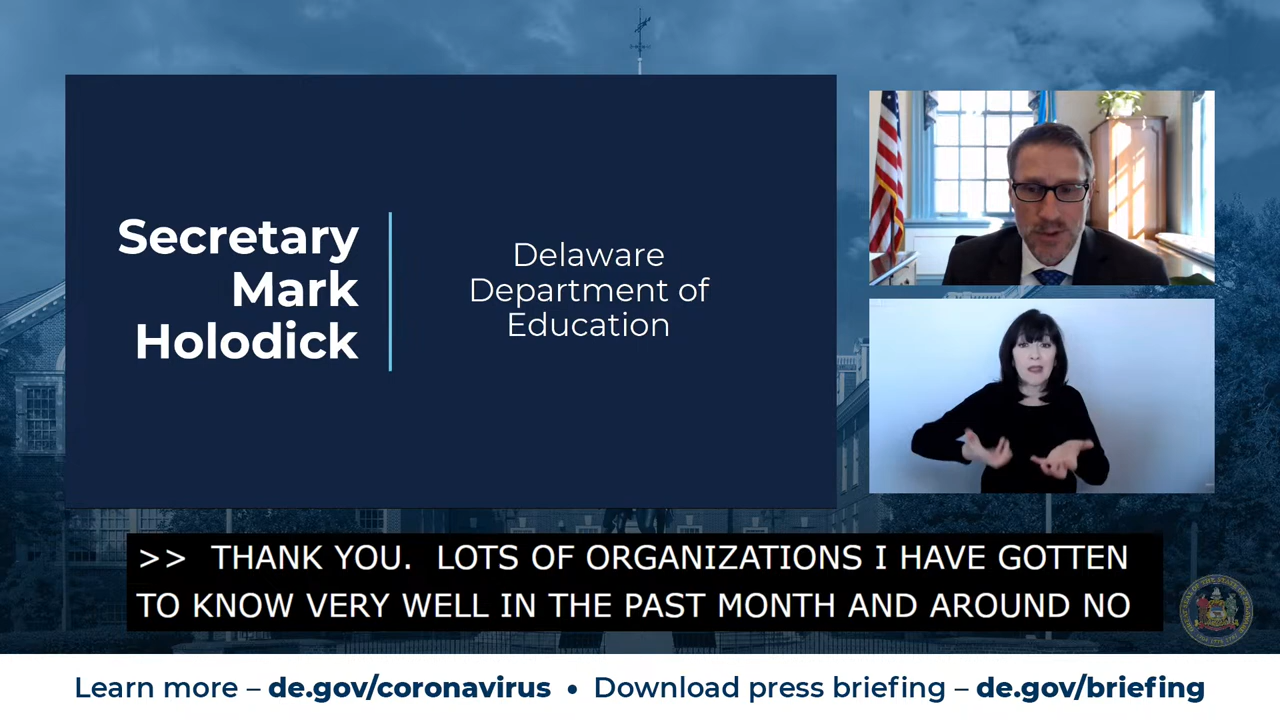 Secretary
Mark
Holodick
Delaware
Department of
Education
>> THANK YOU. LOTS OF ORGANIZATIONS I HAVE GOTTEN
TO KNOW VERY WELL IN THE PAST MONTH AND AROUND NO
Learn more – de.gov/coronavirus • Download press briefing – de.gov/briefing